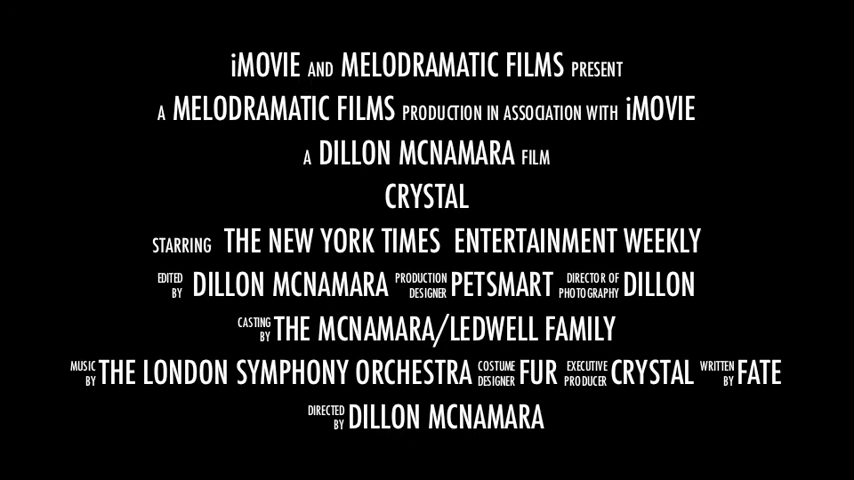 iMOVIE AND MELODRAMATIC FILMS PRESENT
A MELODRAMATIC FILMS PRODUCTION IN ASSOCIATION WITH iMOVIE
A DILLON MCNAMARA FILM
CRYSTAL
STARRING THE NEW YORK TIMES ENTERTAINMENT WEEKLY
EDITED BY DILLON MCNAMARA PRODUCTION DESIGNER PETSMART DIRECTOR OF PHOTOGRAPHY DILLON
CASTING BY THE MCNAMARA/LEDWELL FAMILY
MUSIC BY THE LONDON SYMPHONY ORCHESTRA COSTUME DESIGNER FUR EXECUTIVE PRODUCER CRYSTAL WRITTEN BY FATE
DIRECTED BY DILLON MCNAMARA